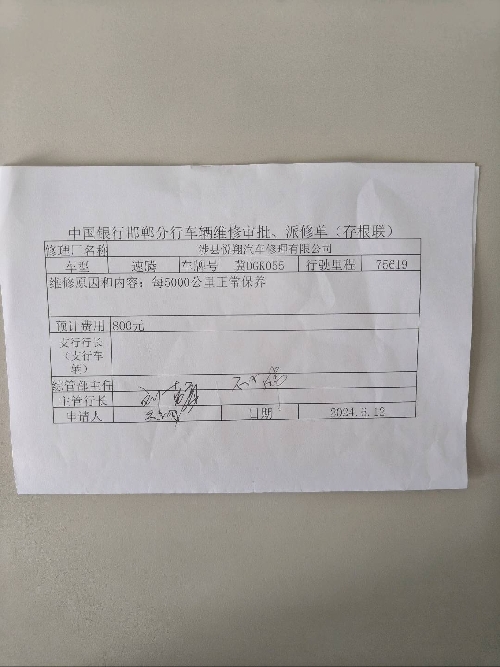 中国银行邯郸分行车辆维修审批、派修单（存根联）
修理厂名称 涉县悦翔汽车修理有限公司
车型 速腾 车牌号 冀DGK055 行驶里程 75619
维修原因和内容：每5000公里正常保养
预计费用 800元
支行行长
（支行车
辆）
综管部主任
主管行长
申请人 日期 2024.6.12